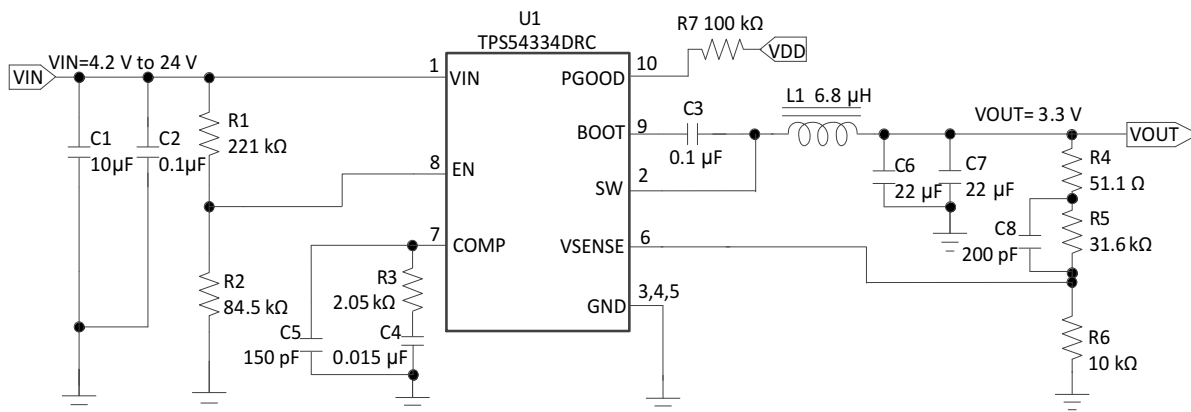 U1
TPS54334DRC
VIN
VIN=4.2 V to 24 V
C1
10µF
C2
0.1µF
R1
221 kΩ
R2
84.5 kΩ
1
VIN
8
EN
7
COMP
R3
2.05 kΩ
C4
0.015 µF
C5
150 pF
PGOOD
10
BOOT
9
SW
2
VSENSE
6
GND
3,4,5
R7 100 kΩ
VDD
C3
0.1 µF
L1 6.8 µH
VOUT= 3.3 V
VOUT
C6
22 µF
C7
22 µF
R4
51.1 Ω
C8
200 pF
R5
31.6 kΩ
R6
10 kΩ